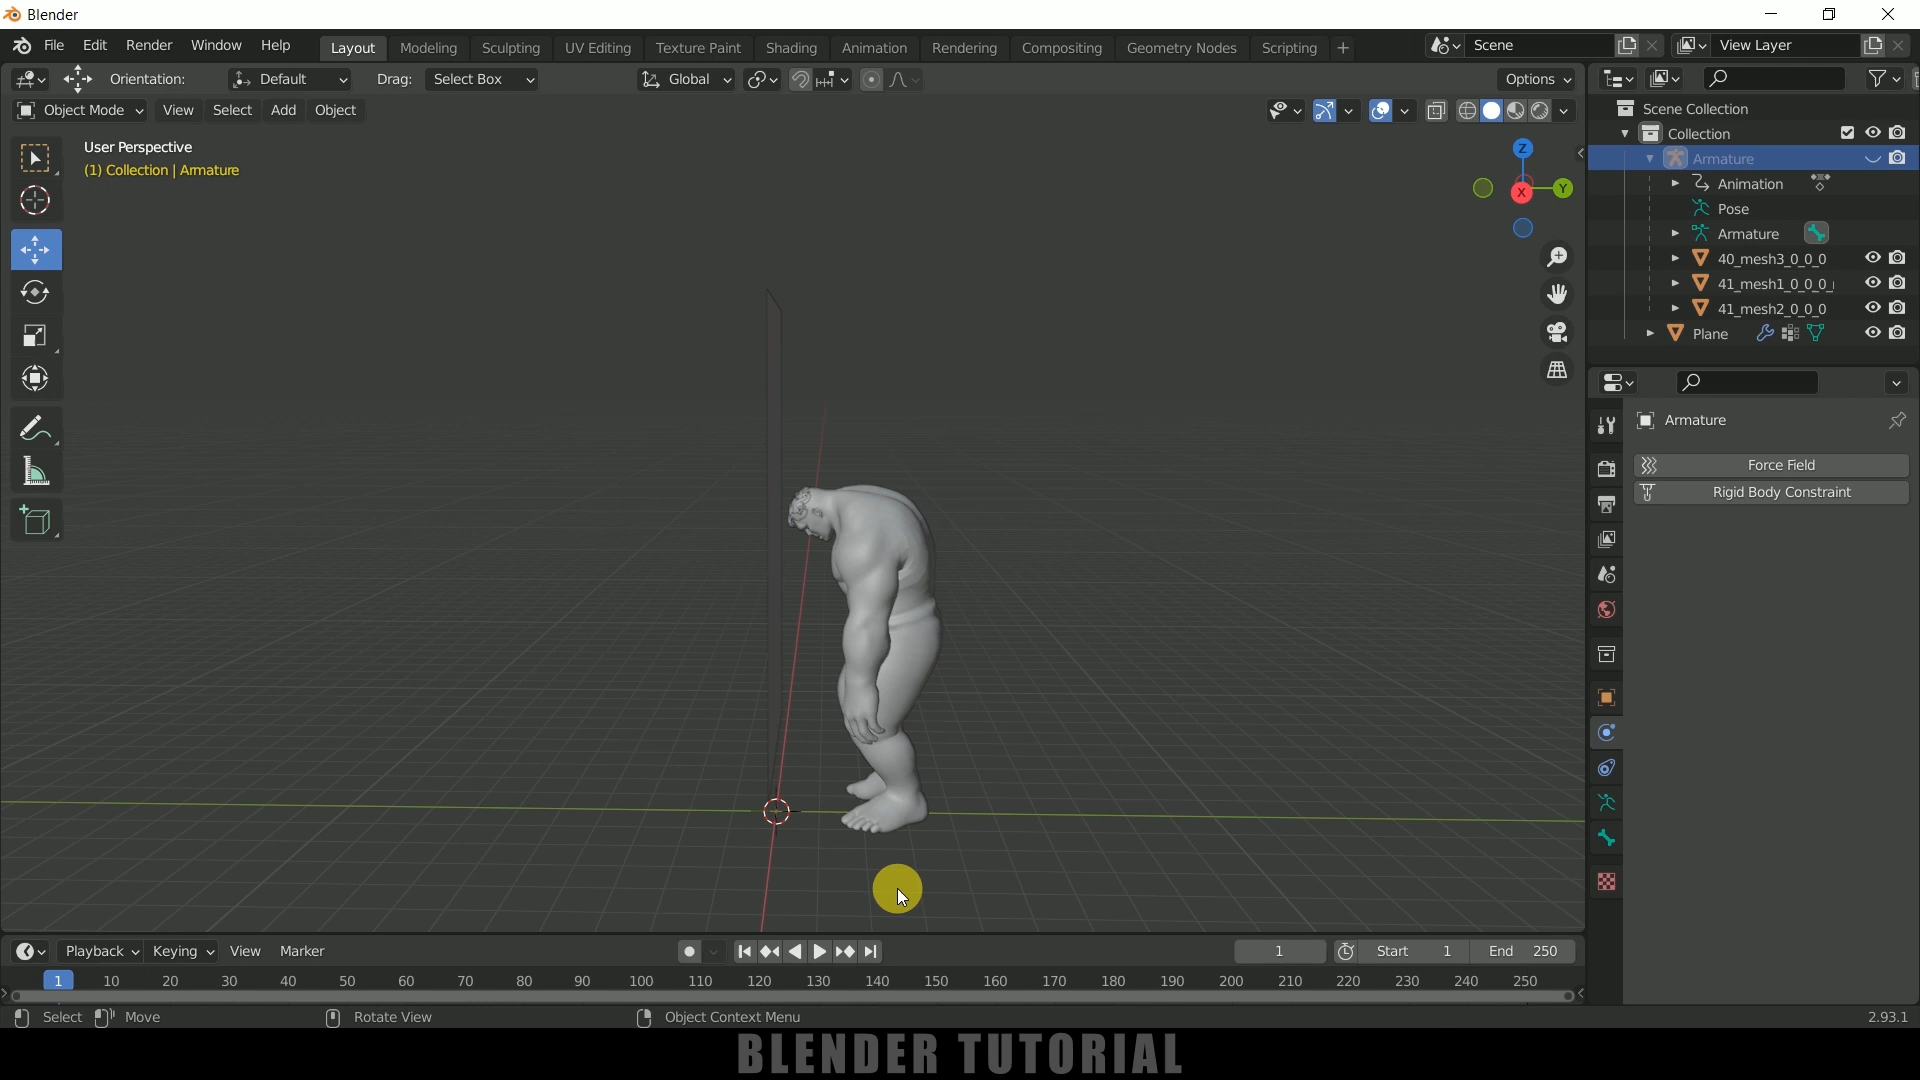 Blender
File Edit Render Window Help Layout Modeling Sculpting UV Editing Texture Paint Shading Animation Rendering Compositing Geometry Nodes Scripting + Scene View Layer
Orientation: Default Drag: Select Box Global Options
Object Mode View Select Add Object
User Perspective
(1) Collection | Armature
Z
Y
X
Scene Collection
Collection
Armature
Animation
Pose
Armature
40_mesh3_0_0_0
41_mesh1_0_0_0_
41_mesh2_0_0_0
Plane
Armature
Force Field
Rigid Body Constraint
Playback Keying View Marker 1 Start 1 End 250
1 10 20 30 40 50 60 70 80 90 100 110 120 130 140 150 160 170 180 190 200 210 220 230 240 250
Select Move Rotate View Object Context Menu 2.93.1
BLENDER TUTORIAL